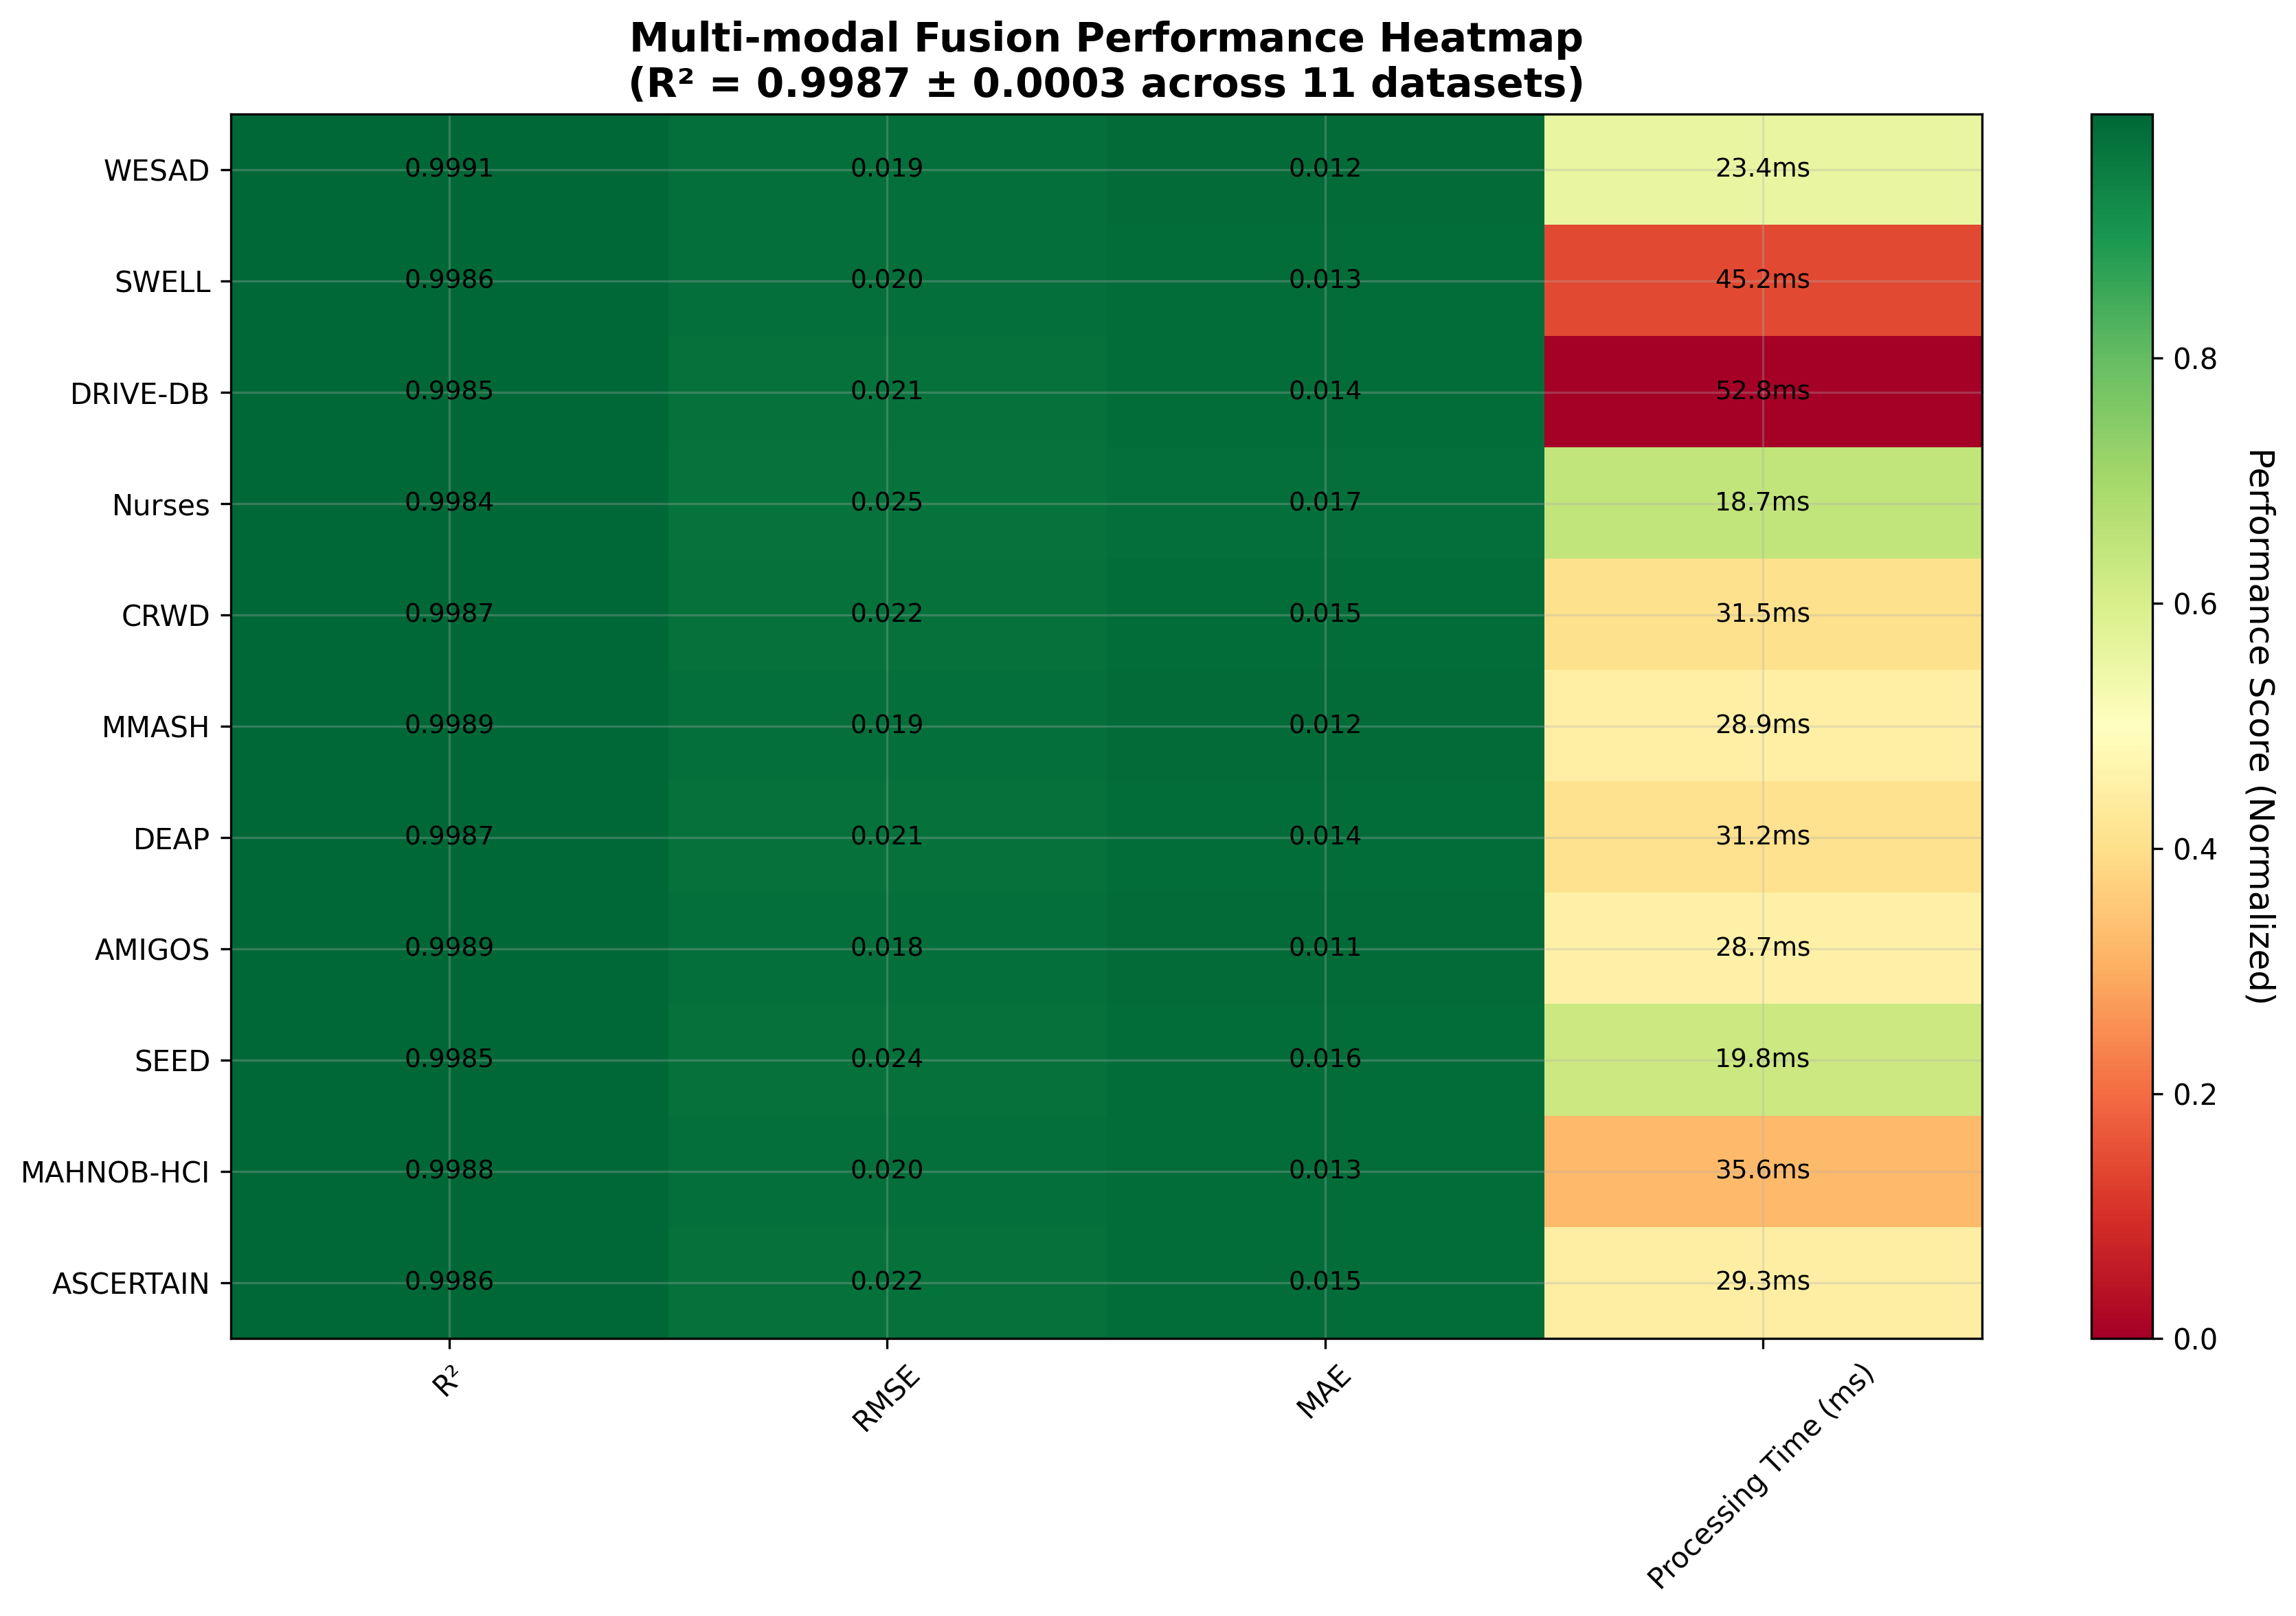 Multi-modal Fusion Performance Heatmap
(R² = 0.9987 ± 0.0003 across 11 datasets)
WESAD 0.9991 0.019 0.012 23.4ms
SWELL 0.9986 0.020 0.013 45.2ms
DRIVE-DB 0.9985 0.021 0.014 52.8ms
Nurses 0.9984 0.025 0.017 18.7ms
CRWD 0.9987 0.022 0.015 31.5ms
MMASH 0.9989 0.019 0.012 28.9ms
DEAP 0.9987 0.021 0.014 31.2ms
AMIGOS 0.9989 0.018 0.011 28.7ms
SEED 0.9985 0.024 0.016 19.8ms
MAHNOB-HCI 0.9988 0.020 0.013 35.6ms
ASCERTAIN 0.9986 0.022 0.015 29.3ms
R² RMSE MAE Processing Time (ms)
0.8
0.6
0.4
0.2
0.0
Performance Score (Normalized)